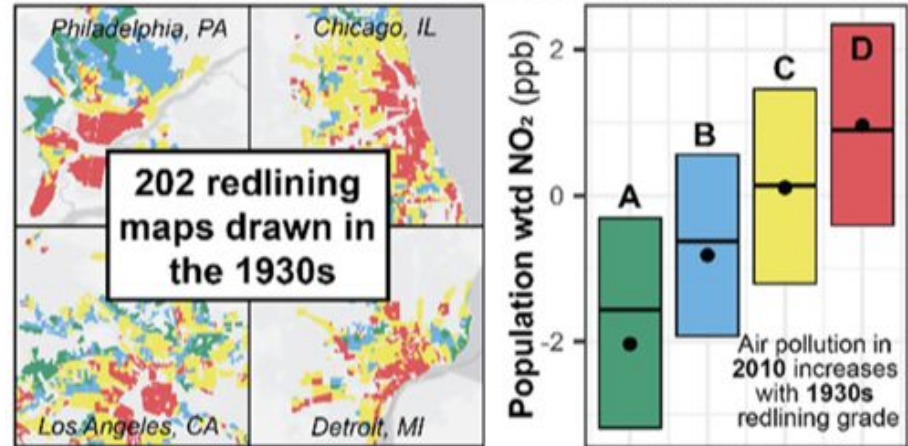 Philadelphia, PA
Chicago, IL
202 redlining
maps drawn in
the 1930s
Los Angeles, CA
Detroit, MI
Population wtd NO₂ (ppb)
2
0
-2
A
B
C
D
Air pollution in
2010 increases
with 1930s
redlining grade